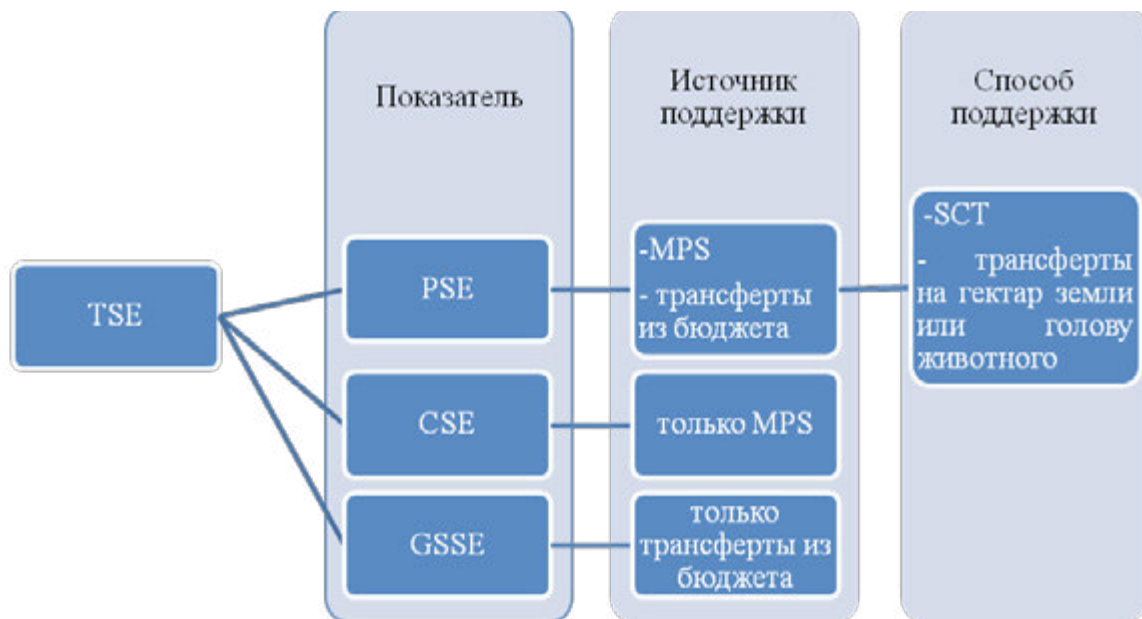 Показатель
Источник
поддержки
Способ
поддержки
TSE
PSE
-MPS
- трансферты
из бюджета
-SCT
- трансферты
на гектар земли
или голову
животного
CSE
только MPS
GSSE
только
трансферты из
бюджета